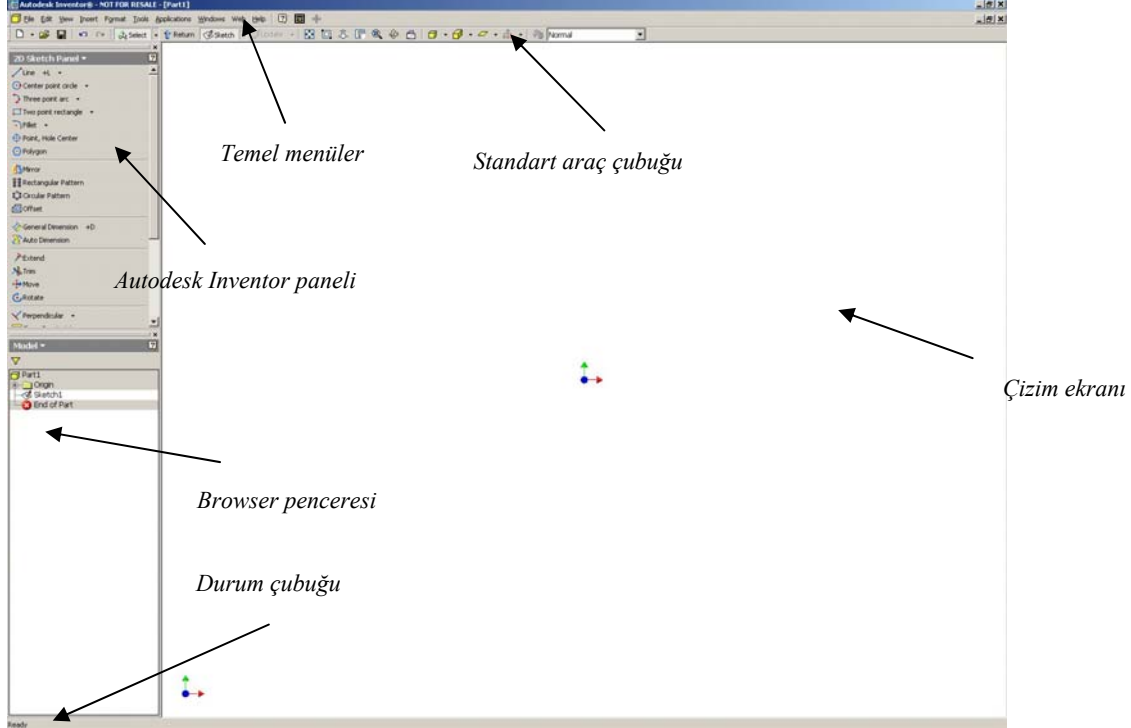 Autodesk Inventor® - NOT FOR RESALE - [Part1]
File Edit View Insert Format Tools Applications Windows Web Help
Select Return Sketch Update Normal
2D Sketch Panel
Line +L
Center point circle
Three point arc
Two point rectangle
Fillet
Point, Hole Center
Polygon
Mirror
Rectangular Pattern
Circular Pattern
Offset
General Dimension +D
Auto Dimension
Extend
Trim
Move
Rotate
Perpendicular
Temel menüler
Standart araç çubuğu
Autodesk Inventor paneli
Model
Part1
Origin
Sketch1
End of Part
Çizim ekranı
Browser penceresi
Durum çubuğu
Ready